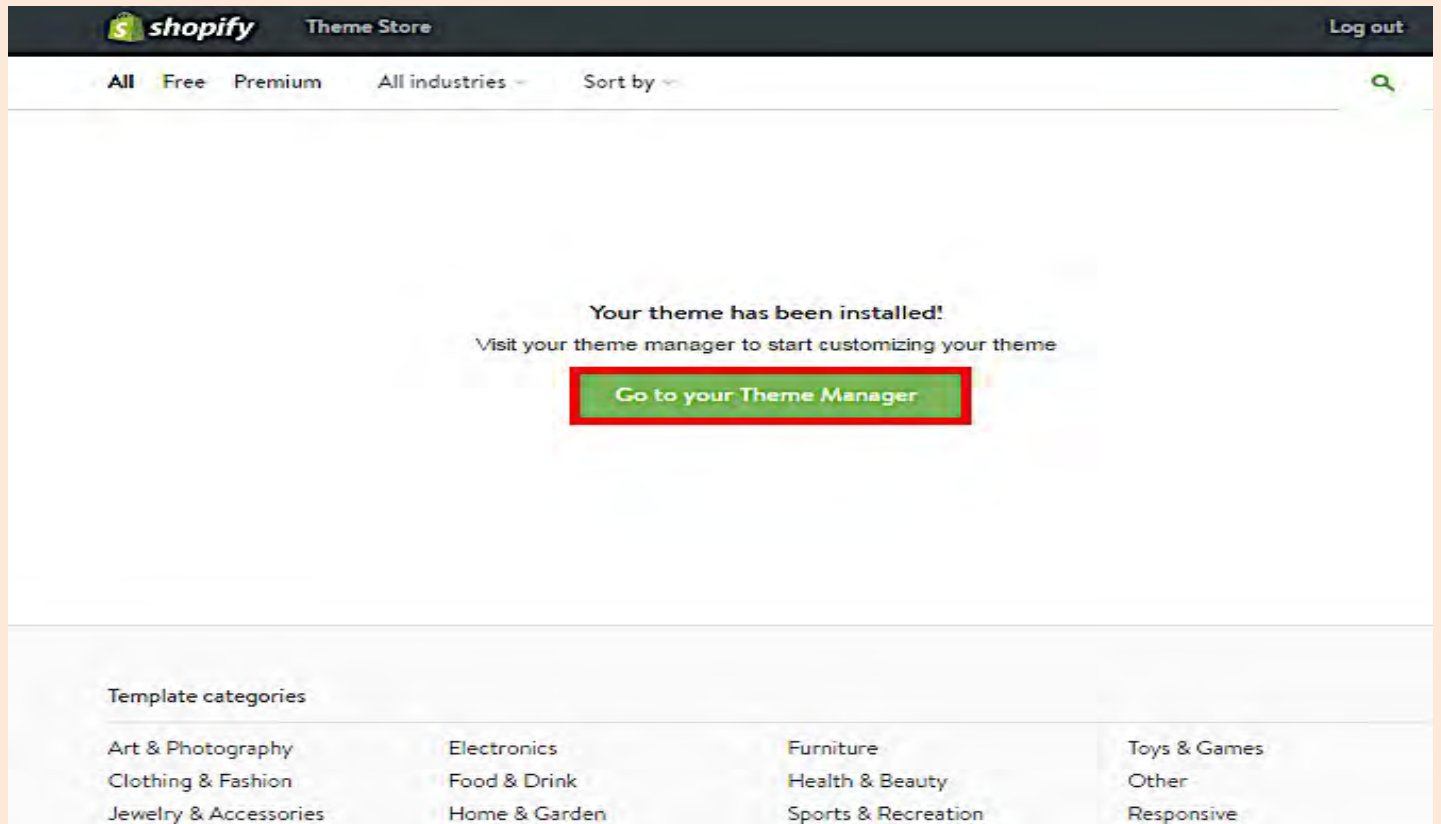 shopify Theme Store Log out
All Free Premium All industries Sort by
Your theme has been installed!
Visit your theme manager to start customizing your theme
Go to your Theme Manager
Template categories
Art & Photography Electronics Furniture Toys & Games
Clothing & Fashion Food & Drink Health & Beauty Other
Jewelry & Accessories Home & Garden Sports & Recreation Responsive